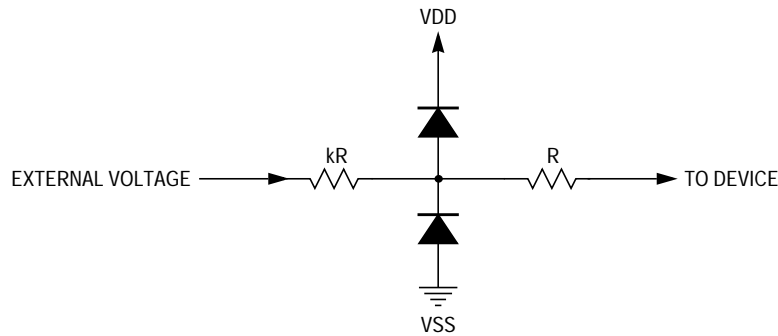 VDD
kR
R
EXTERNAL VOLTAGE
TO DEVICE
VSS